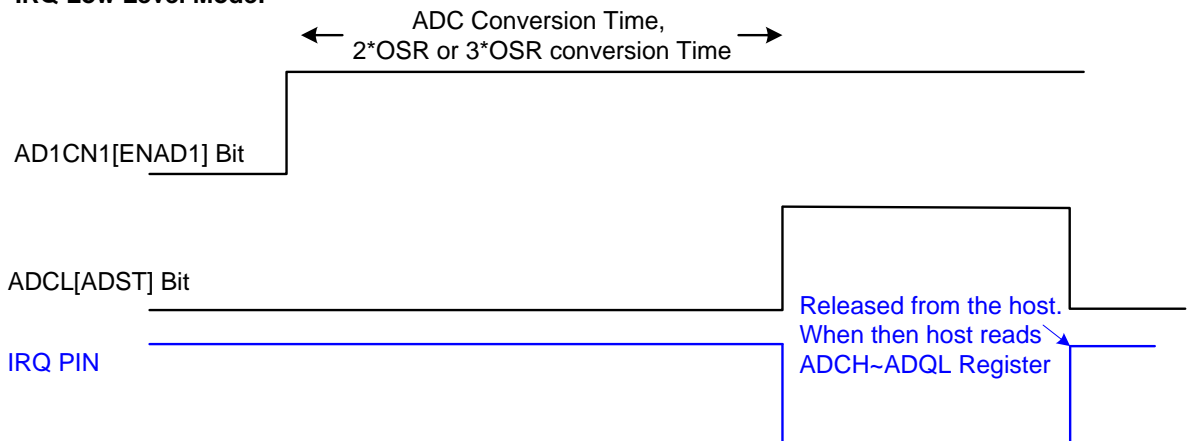 IRQ Low Level Mode:
ADC Conversion Time,
2*OSR or 3*OSR conversion Time
AD1CN1[ENAD1] Bit
ADCL[ADST] Bit
Released from the host.
When then host reads
ADCH~ADQL Register
IRQ PIN